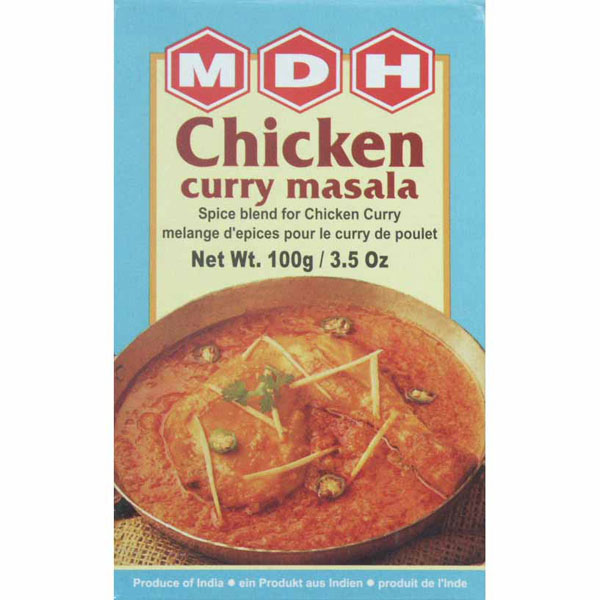 MDH
Chicken
curry masala
Spice blend for Chicken Curry
melange d'epices pour le curry de poulet
Net Wt. 100g / 3.5 Oz
Produce of India • ein Produkt aus Indien • produit de l'Inde